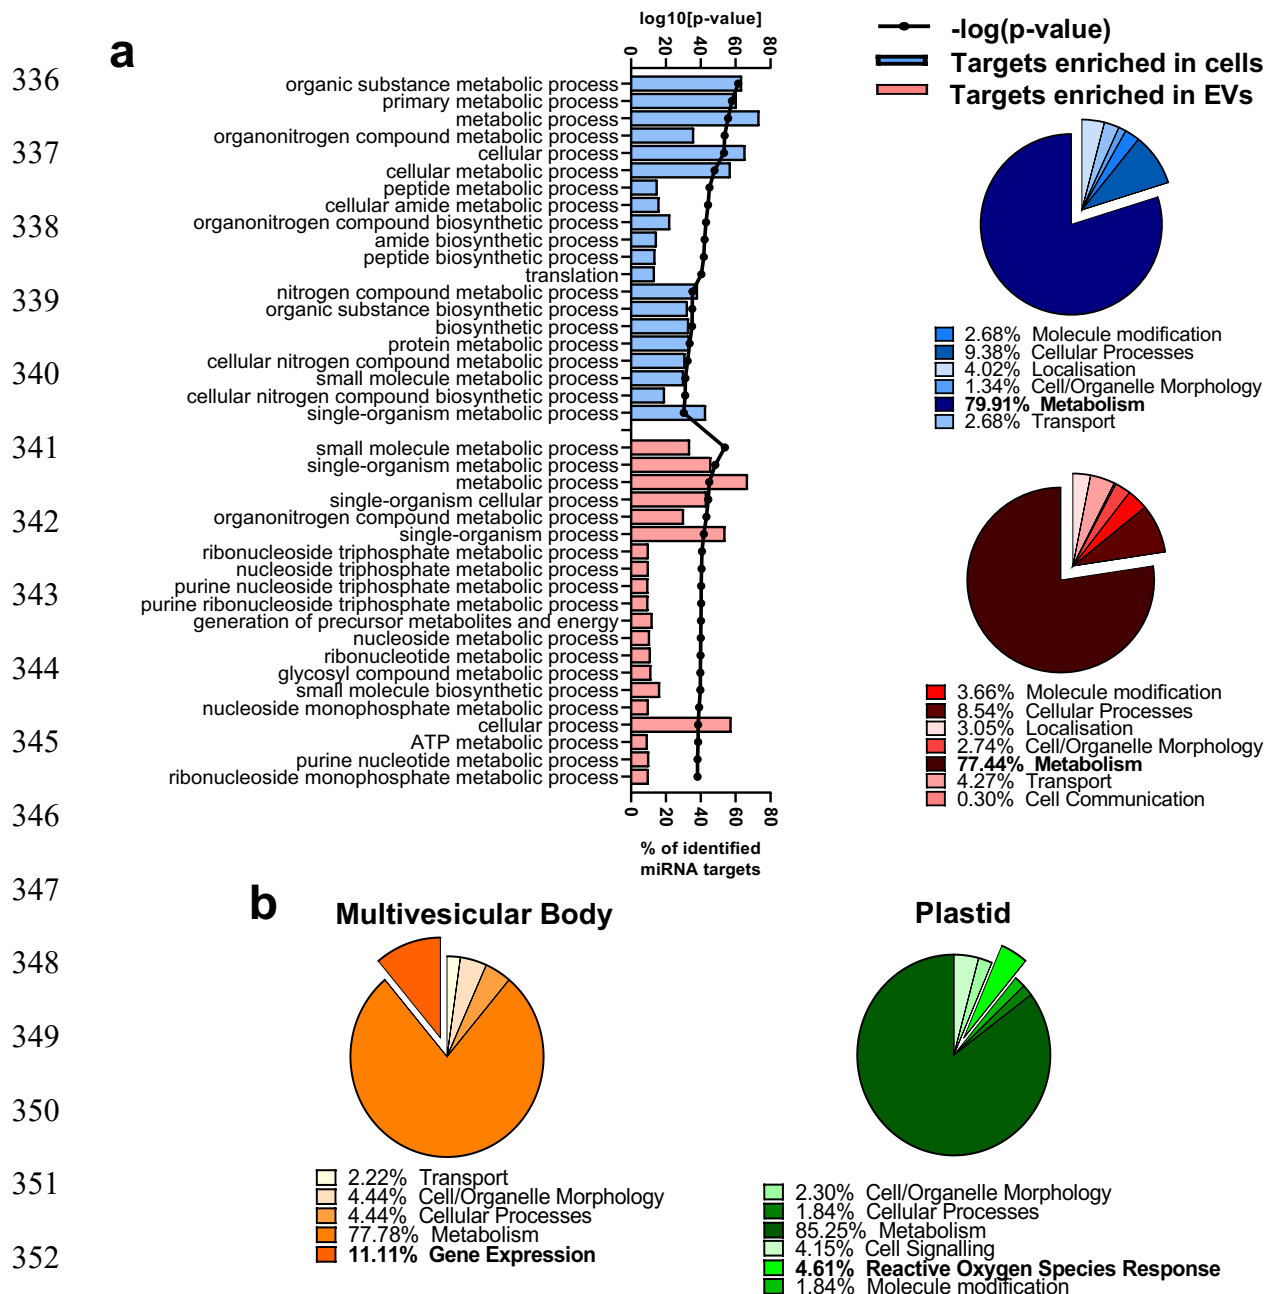 a
log10[p-value]
0 20 40 60 80
-log(p-value)
Targets enriched in cells
Targets enriched in EVs
336
337
338
339
340
341
342
343
344
345
346
347
348
349
350
351
352
organic substance metabolic process
primary metabolic process
metabolic process
organonitrogen compound metabolic process
cellular process
cellular metabolic process
peptide metabolic process
cellular amide metabolic process
organonitrogen compound biosynthetic process
amide biosynthetic process
peptide biosynthetic process
translation
nitrogen compound metabolic process
organic substance biosynthetic process
biosynthetic process
protein metabolic process
cellular nitrogen compound metabolic process
small molecule metabolic process
cellular nitrogen compound biosynthetic process
single-organism metabolic process
small molecule metabolic process
single-organism metabolic process
metabolic process
single-organism cellular process
organonitrogen compound metabolic process
single-organism process
ribonucleoside triphosphate metabolic process
nucleoside triphosphate metabolic process
purine nucleoside triphosphate metabolic process
purine ribonucleoside triphosphate metabolic process
generation of precursor metabolites and energy
nucleoside metabolic process
ribonucleotide metabolic process
glycosyl compound metabolic process
small molecule biosynthetic process
nucleoside monophosphate metabolic process
cellular process
ATP metabolic process
purine nucleotide metabolic process
ribonucleoside monophosphate metabolic process
0 20 40 60 80
% of identified
miRNA targets
2.68% Molecule modification
9.38% Cellular Processes
4.02% Localisation
1.34% Cell/Organelle Morphology
79.91% Metabolism
2.68% Transport
3.66% Molecule modification
8.54% Cellular Processes
3.05% Localisation
2.74% Cell/Organelle Morphology
77.44% Metabolism
4.27% Transport
0.30% Cell Communication
b
Multivesicular Body
2.22% Transport
4.44% Cell/Organelle Morphology
4.44% Cellular Processes
77.78% Metabolism
11.11% Gene Expression
Plastid
2.30% Cell/Organelle Morphology
1.84% Cellular Processes
85.25% Metabolism
4.15% Cell Signalling
4.61% Reactive Oxygen Species Response
1.84% Molecule modification